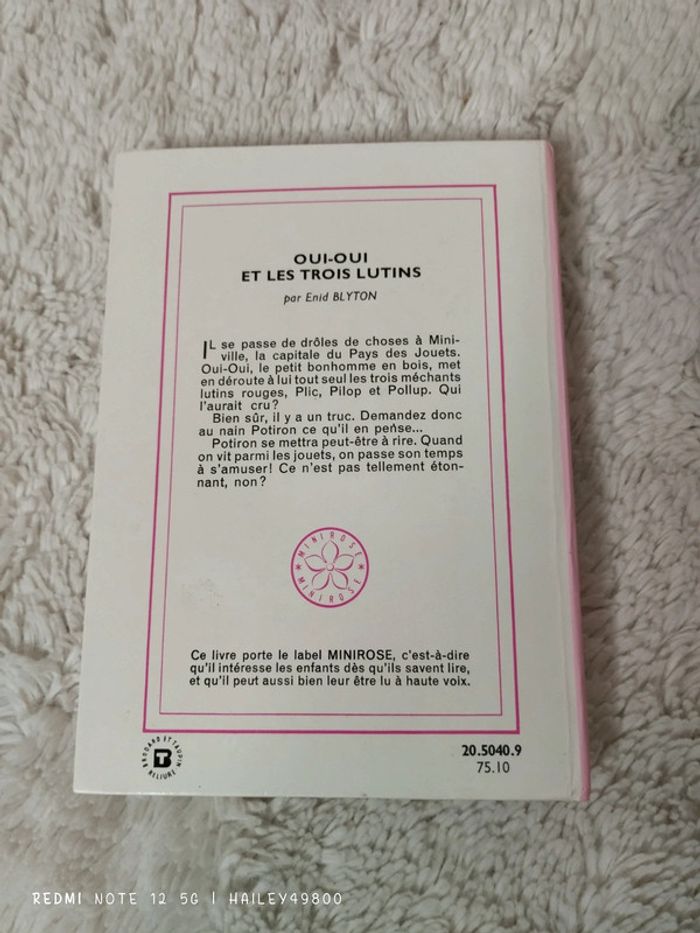 OUI-OUI
ET LES TROIS LUTINS
par Enid BLYTON
IL se passe de drôles de choses à Mini-
ville, la capitale du Pays des Jouets.
Oui-Oui, le petit bonhomme en bois, met
en déroute à lui tout seul les trois méchants
lutins rouges, Plic, Pilop et Pollup. Qui
l'aurait cru?
Bien sûr, il y a un truc. Demandez donc
au nain Potiron ce qu'il en pense...
Potiron se mettra peut-être à rire. Quand
on vit parmi les jouets, on passe son temps
à s'amuser! Ce n'est pas tellement éton-
nant, non?
MINIROSE
MINIROSE
Ce livre porte le label MINIROSE, c'est-à-dire
qu'il intéresse les enfants dès qu'ils savent lire,
et qu'il peut aussi bien leur être lu à haute voix.
BRODARD ET TAUPIN
BT
RELIURE
20.5040.9
75.10
REDMI NOTE 12 5G | HAILEY49800